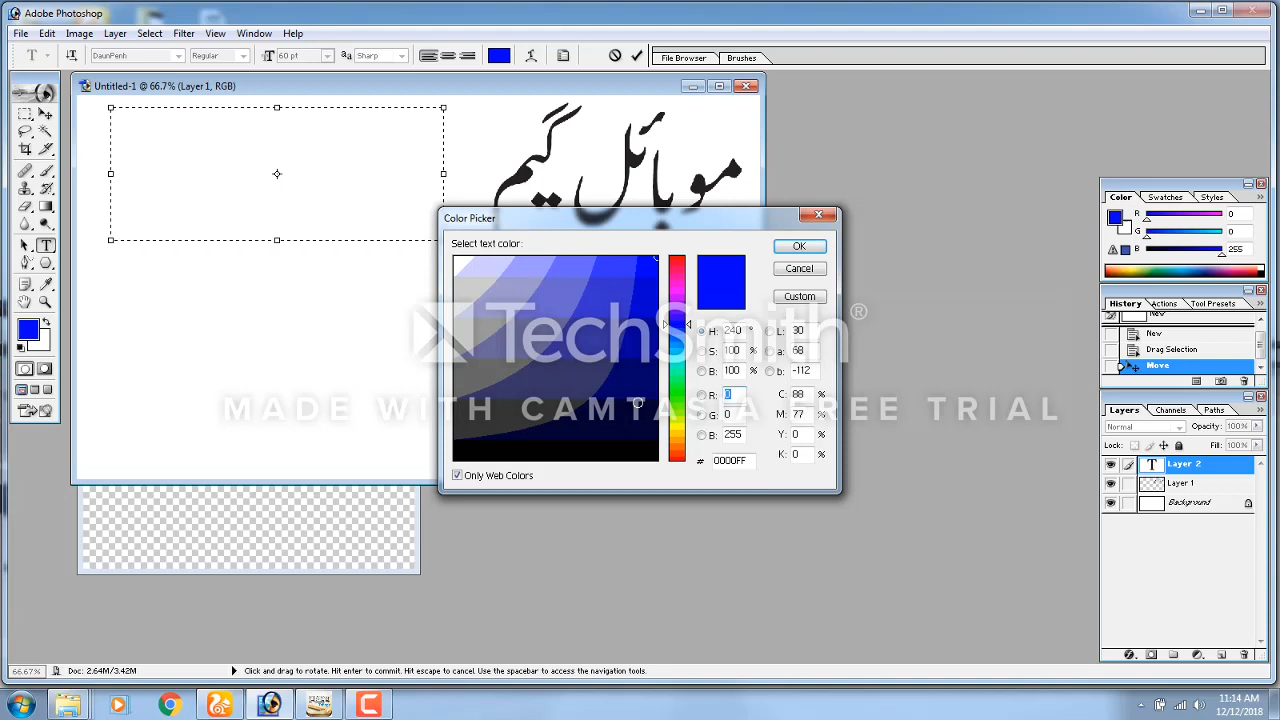 Adobe Photoshop
File Edit Image Layer Select Filter View Window Help
DaunPenh Regular 60 pt Sharp File Browser Brushes
Untitled-1 @ 66.7% (Layer 1, RGB)
موبائل گیم
Color Picker
Select text color:
OK
Cancel
Custom
H: 240 ° L: 30
S: 100 % a: 68
B: 100 % b: -112
R: 0 C: 88 %
G: 0 M: 77 %
B: 255 Y: 0 %
# 0000FF K: 0 %
Only Web Colors
Color Swatches Styles
R 0
G 0
B 255
History Actions Tool Presets
New
New
Drag Selection
Move
Layers Channels Paths
Normal Opacity: 100%
Lock: Fill: 100%
T Layer 2
Layer 1
Background
TechSmith®
MADE WITH CAMTASIA FREE TRIAL
66.67% Doc: 2.64M/3.42M Click and drag to rotate. Hit enter to commit. Hit escape to cancel. Use the spacebar to access the navigation tools.
11:14 AM
12/12/2018